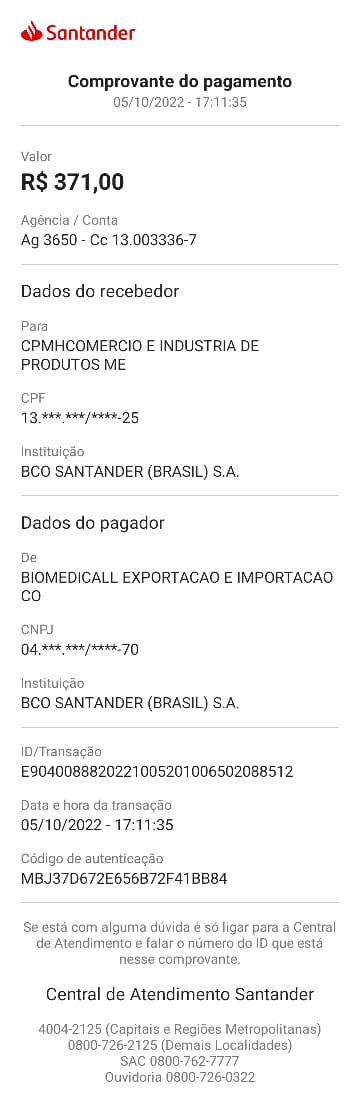 Santander
Comprovante do pagamento
05/10/2022 - 17:11:35
Valor
R$ 371,00
Agência / Conta
Ag 3650 - Cc 13.003336-7
Dados do recebedor
Para
CPMHCOMERCIO E INDUSTRIA DE
PRODUTOS ME
CPF
13.***.***/****-25
Instituição
BCO SANTANDER (BRASIL) S.A.
Dados do pagador
De
BIOMEDICALL EXPORTACAO E IMPORTACAO
CO
CNPJ
04.***.***/****-70
Instituição
BCO SANTANDER (BRASIL) S.A.
ID/Transação
E9040088820221005201006502088512
Data e hora da transação
05/10/2022 - 17:11:35
Código de autenticação
MBJ37D672E656B72F41BB84
Se está com alguma dúvida é só ligar para a Central
de Atendimento e falar o número do ID que está
nesse comprovante.
Central de Atendimento Santander
4004-2125 (Capitais e Regiões Metropolitanas)
0800-726-2125 (Demais Localidades)
SAC 0800-762-7777
Ouvidoria 0800-726-0322